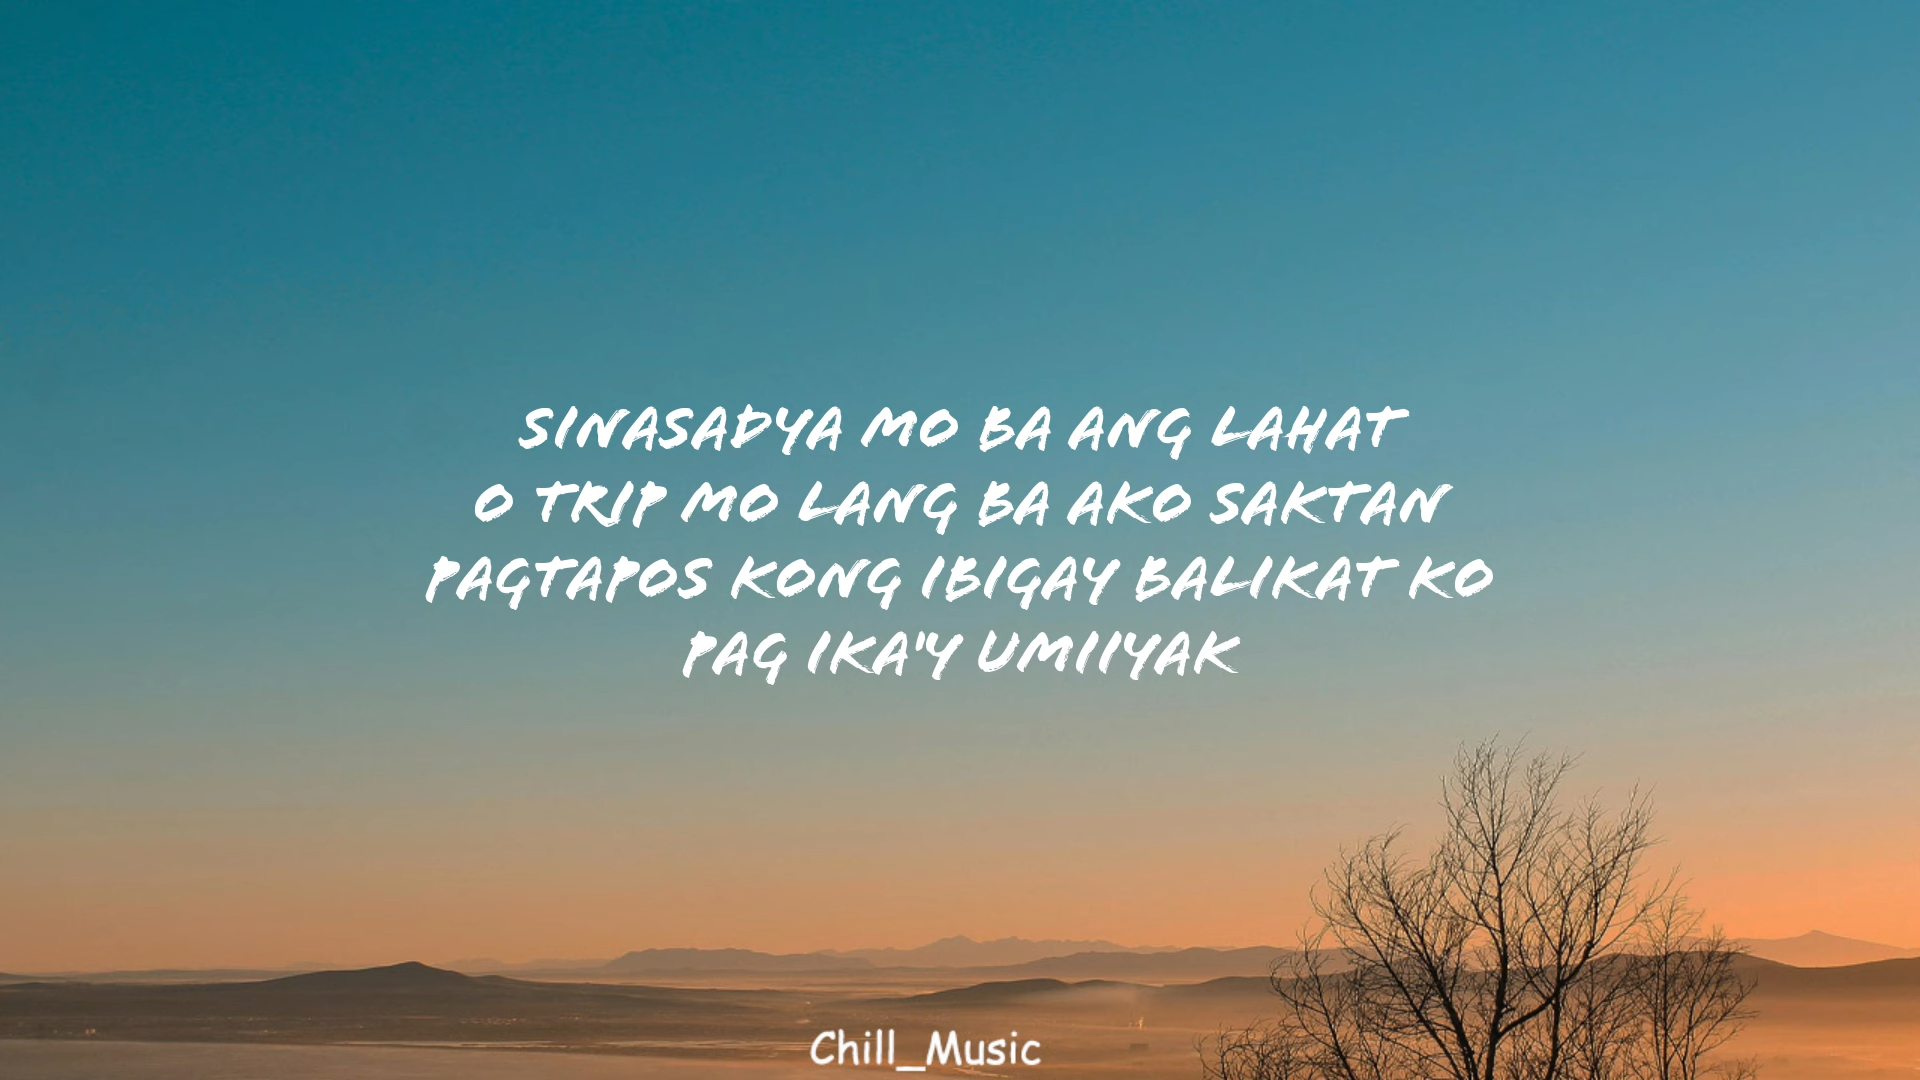 SINASADYA MO BA ANG LAHAT
O TRIP MO LANG BA AKO SAKTAN
PAGTAPOS KONG IBIGAY BALIKAT KO
PAG IKA'Y UMIIYAK
Chill_Music